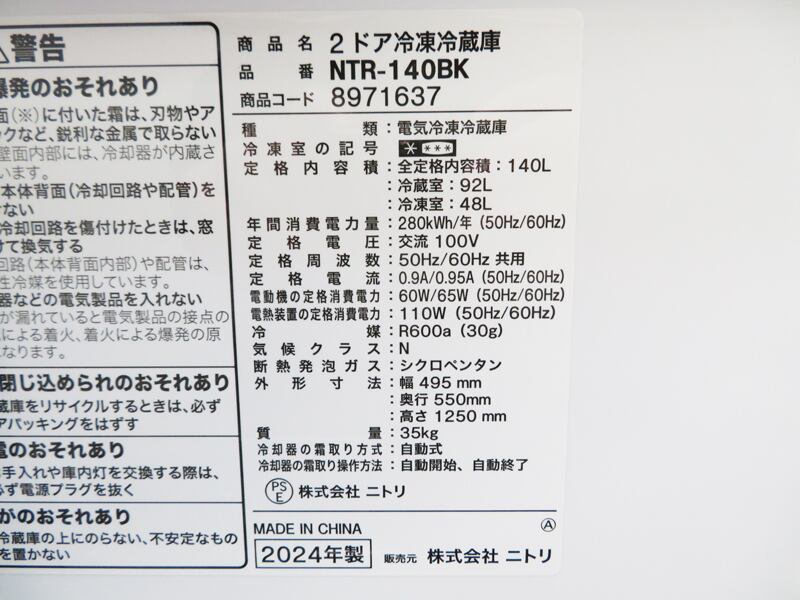 警告
爆発のおそれあり
面(※)に付いた霜は、刃物やア
ックなど、鋭利な金属で取らない
壁面内部には、冷却器が内蔵さ
います。
本体背面(冷却回路や配管)を
けない
冷却回路を傷付けたときは、窓
けて換気する
回路(本体背面内部)や配管は、
性冷媒を使用しています。
器などの電気製品を入れない
が漏れていると電気製品の接点の
による着火、着火による爆発の原
なります。
閉じ込められのおそれあり
蔵庫をリサイクルするときは、必ず
アパッキングをはずす
電のおそれあり
お手入れや庫内灯を交換する際は、
必ず電源プラグを抜く
がのおそれあり
冷蔵庫の上にのらない、不安定なもの
を置かない
商品名 2ドア冷凍冷蔵庫
品番 NTR-140BK
商品コード 8971637
種類:電気冷凍冷蔵庫
冷凍室の記号
定格内容積:全定格内容積:140L
:冷蔵室:92L
:冷凍室:48L
年間消費電力量:280kWh/年(50Hz/60Hz)
定格電圧:交流 100V
定格周波数:50Hz/60Hz 共用
定格電流:0.9A/0.95A(50Hz/60Hz)
電動機の定格消費電力:60W/65W(50Hz/60Hz)
電熱装置の定格消費電力:110W(50Hz/60Hz)
冷媒:R600a(30g)
気候クラス:N
断熱発泡ガス:シクロペンタン
外形寸法:幅 495 mm
:奥行 550mm
:高さ 1250 mm
質量:35kg
冷却器の霜取り方式:自動式
冷却器の霜取り操作方法:自動開始、自動終了
PSE 株式会社 ニトリ
MADE IN CHINA Ⓐ
2024年製 販売元 株式会社 ニトリ